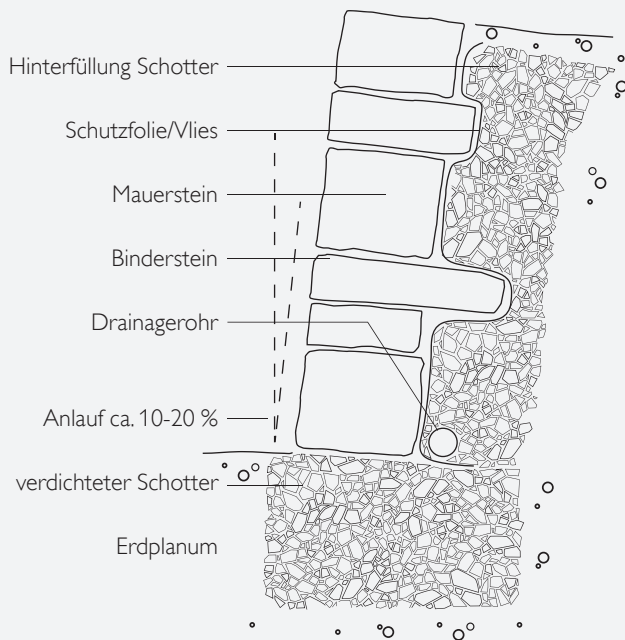 Hinterfüllung Schotter
Schutzfolie/Vlies
Mauerstein
Binderstein
Drainagerohr
Anlauf ca. 10-20 %
verdichteter Schotter
Erdplanum